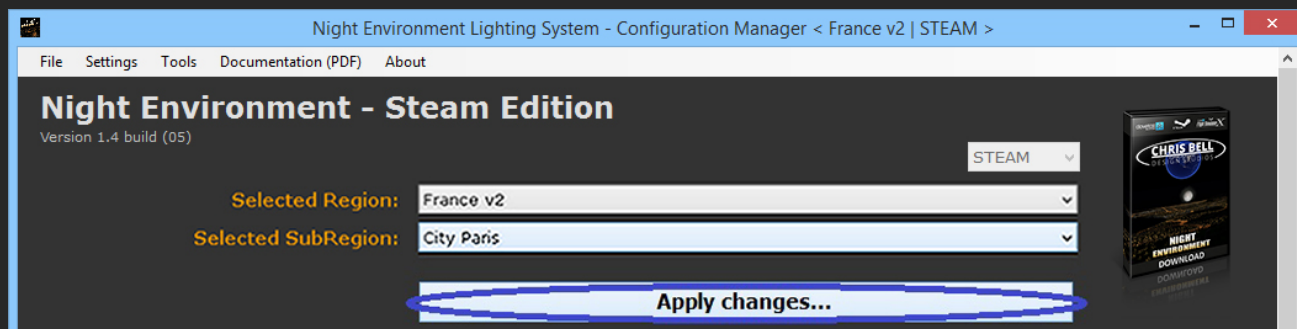 Night Environment Lighting System - Configuration Manager < France v2 | STEAM >
File Settings Tools Documentation (PDF) About
Night Environment - Steam Edition
Version 1.4 build (05)
STEAM
Selected Region: France v2
Selected SubRegion: City Paris
Apply changes...
CHRIS BELL
DESIGN STUDIOS
NIGHT
ENVIRONMENT
DOWNLOAD